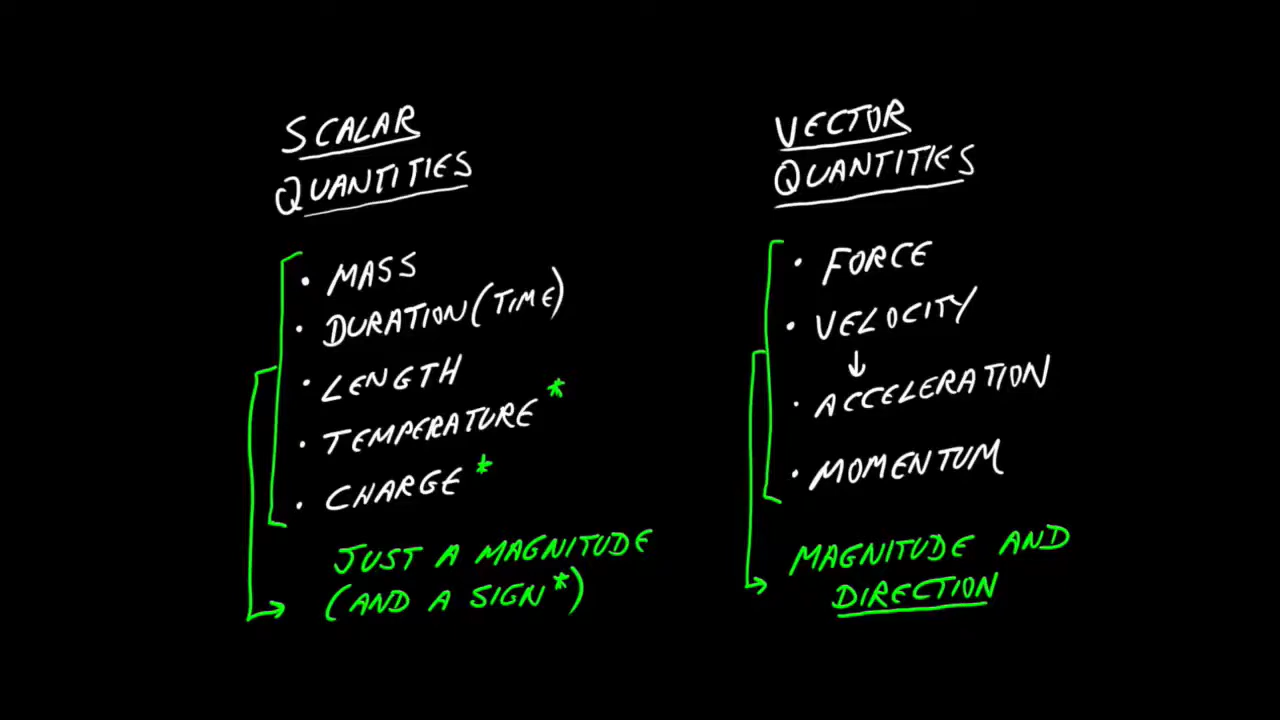 SCALAR
QUANTITIES
• MASS
• DURATION (TIME)
• LENGTH
• TEMPERATURE*
• CHARGE*
JUST A MAGNITUDE
(AND A SIGN*)
VECTOR
QUANTITIES
• FORCE
• VELOCITY
↓
• ACCELERATION
• MOMENTUM
MAGNITUDE AND
DIRECTION